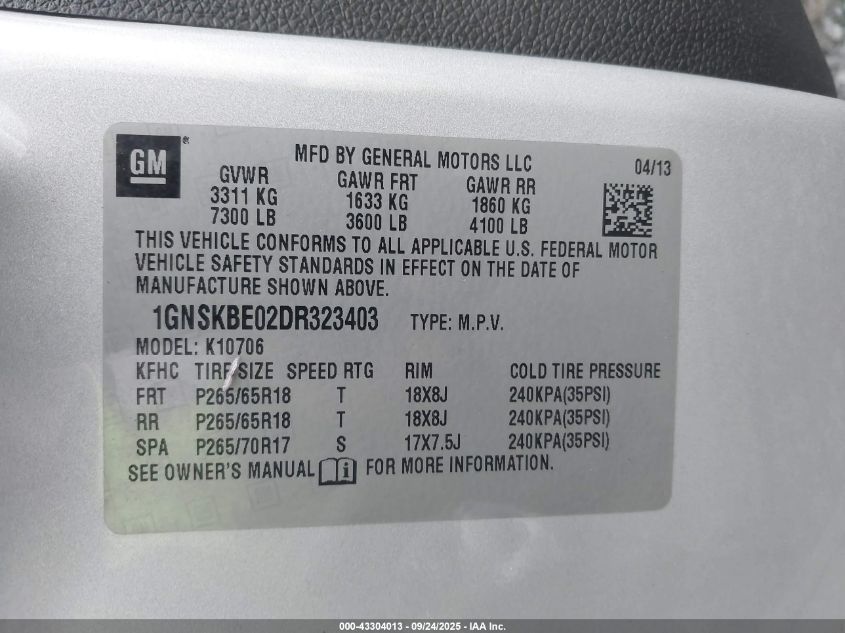 GM® MFD BY GENERAL MOTORS LLC 04/13
GVWR GAWR FRT GAWR RR
3311 KG 1633 KG 1860 KG
7300 LB 3600 LB 4100 LB
THIS VEHICLE CONFORMS TO ALL APPLICABLE U.S. FEDERAL MOTOR
VEHICLE SAFETY STANDARDS IN EFFECT ON THE DATE OF
MANUFACTURE SHOWN ABOVE.
1GNSKBE02DR323403 TYPE: M.P.V.
MODEL: K10706
KFHC TIRE SIZE SPEED RTG RIM COLD TIRE PRESSURE
FRT P265/65R18 T 18X8J 240KPA(35PSI)
RR P265/65R18 T 18X8J 240KPA(35PSI)
SPA P265/70R17 S 17X7.5J 240KPA(35PSI)
SEE OWNER'S MANUAL i FOR MORE INFORMATION.
000-43304013 - 09/24/2025 - IAA Inc.